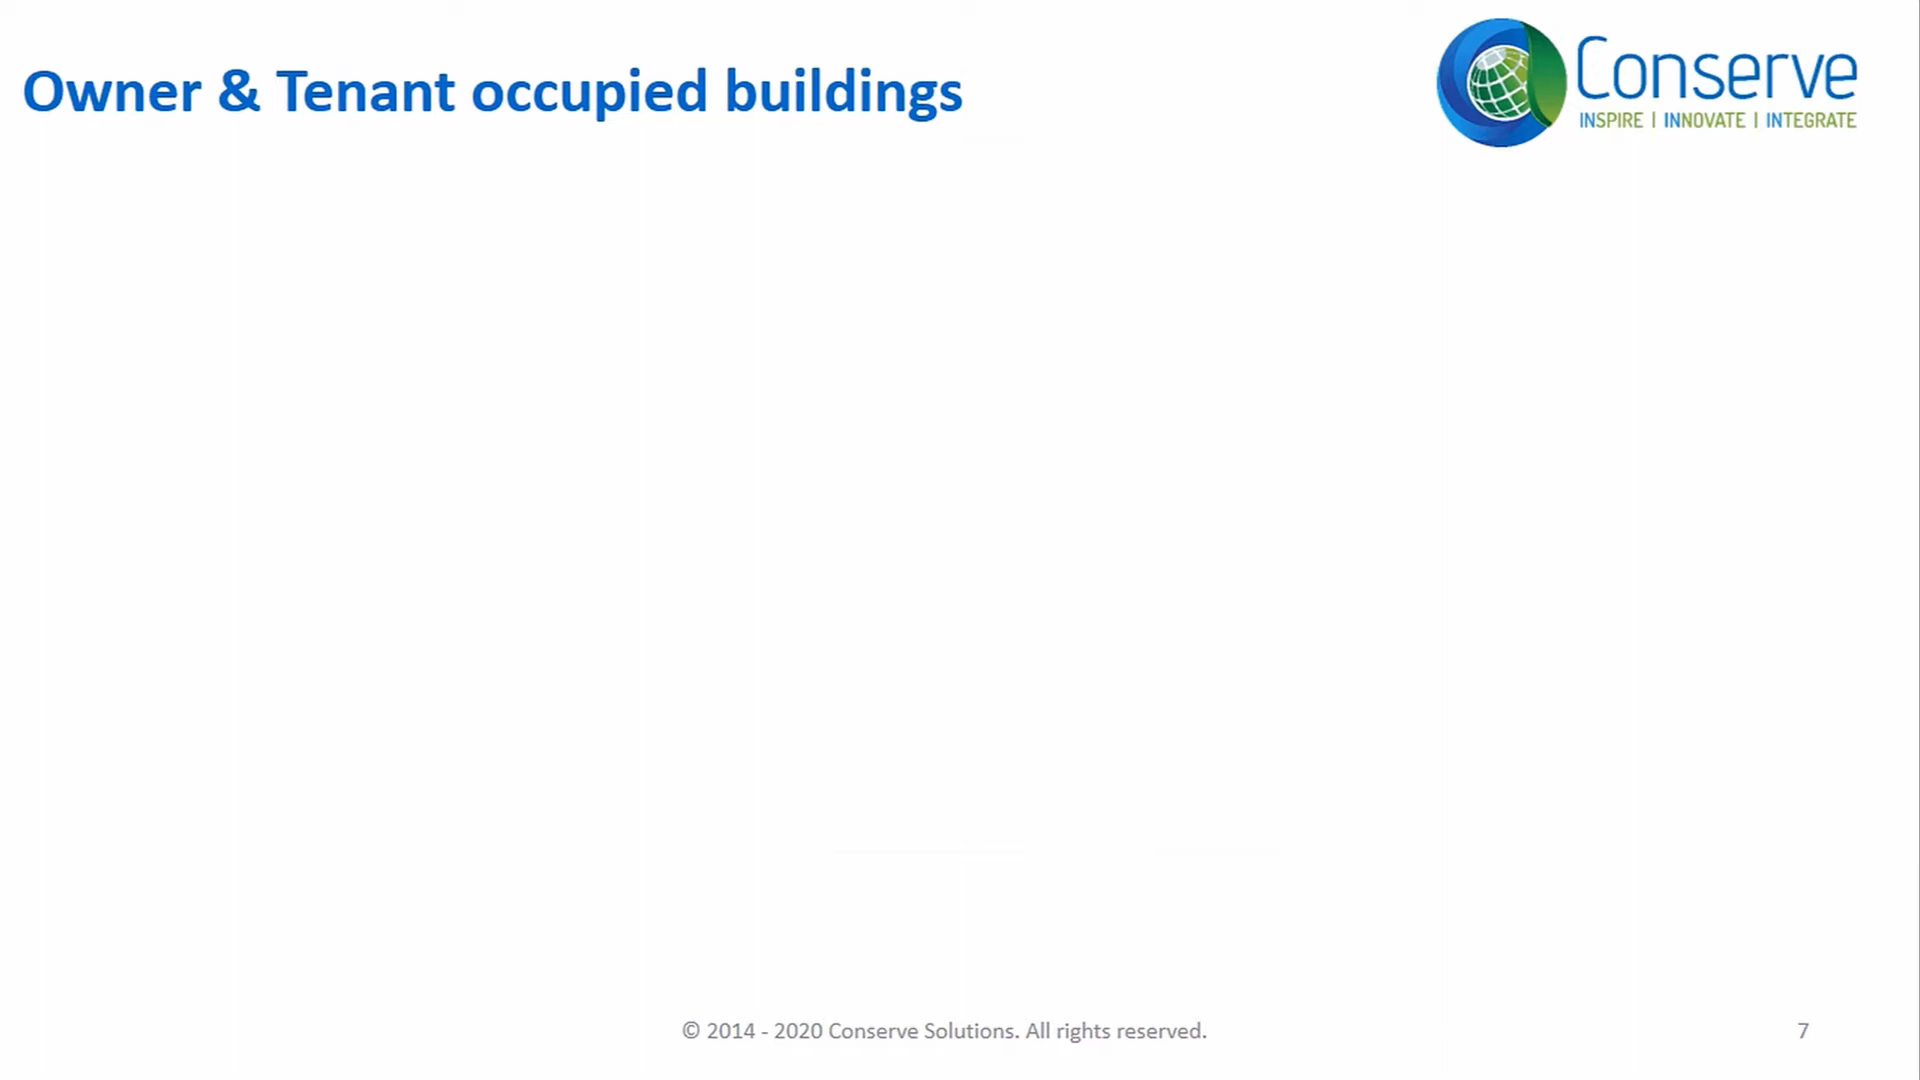 Owner & Tenant occupied buildings
Conserve
INSPIRE | INNOVATE | INTEGRATE
© 2014 - 2020 Conserve Solutions. All rights reserved.
7